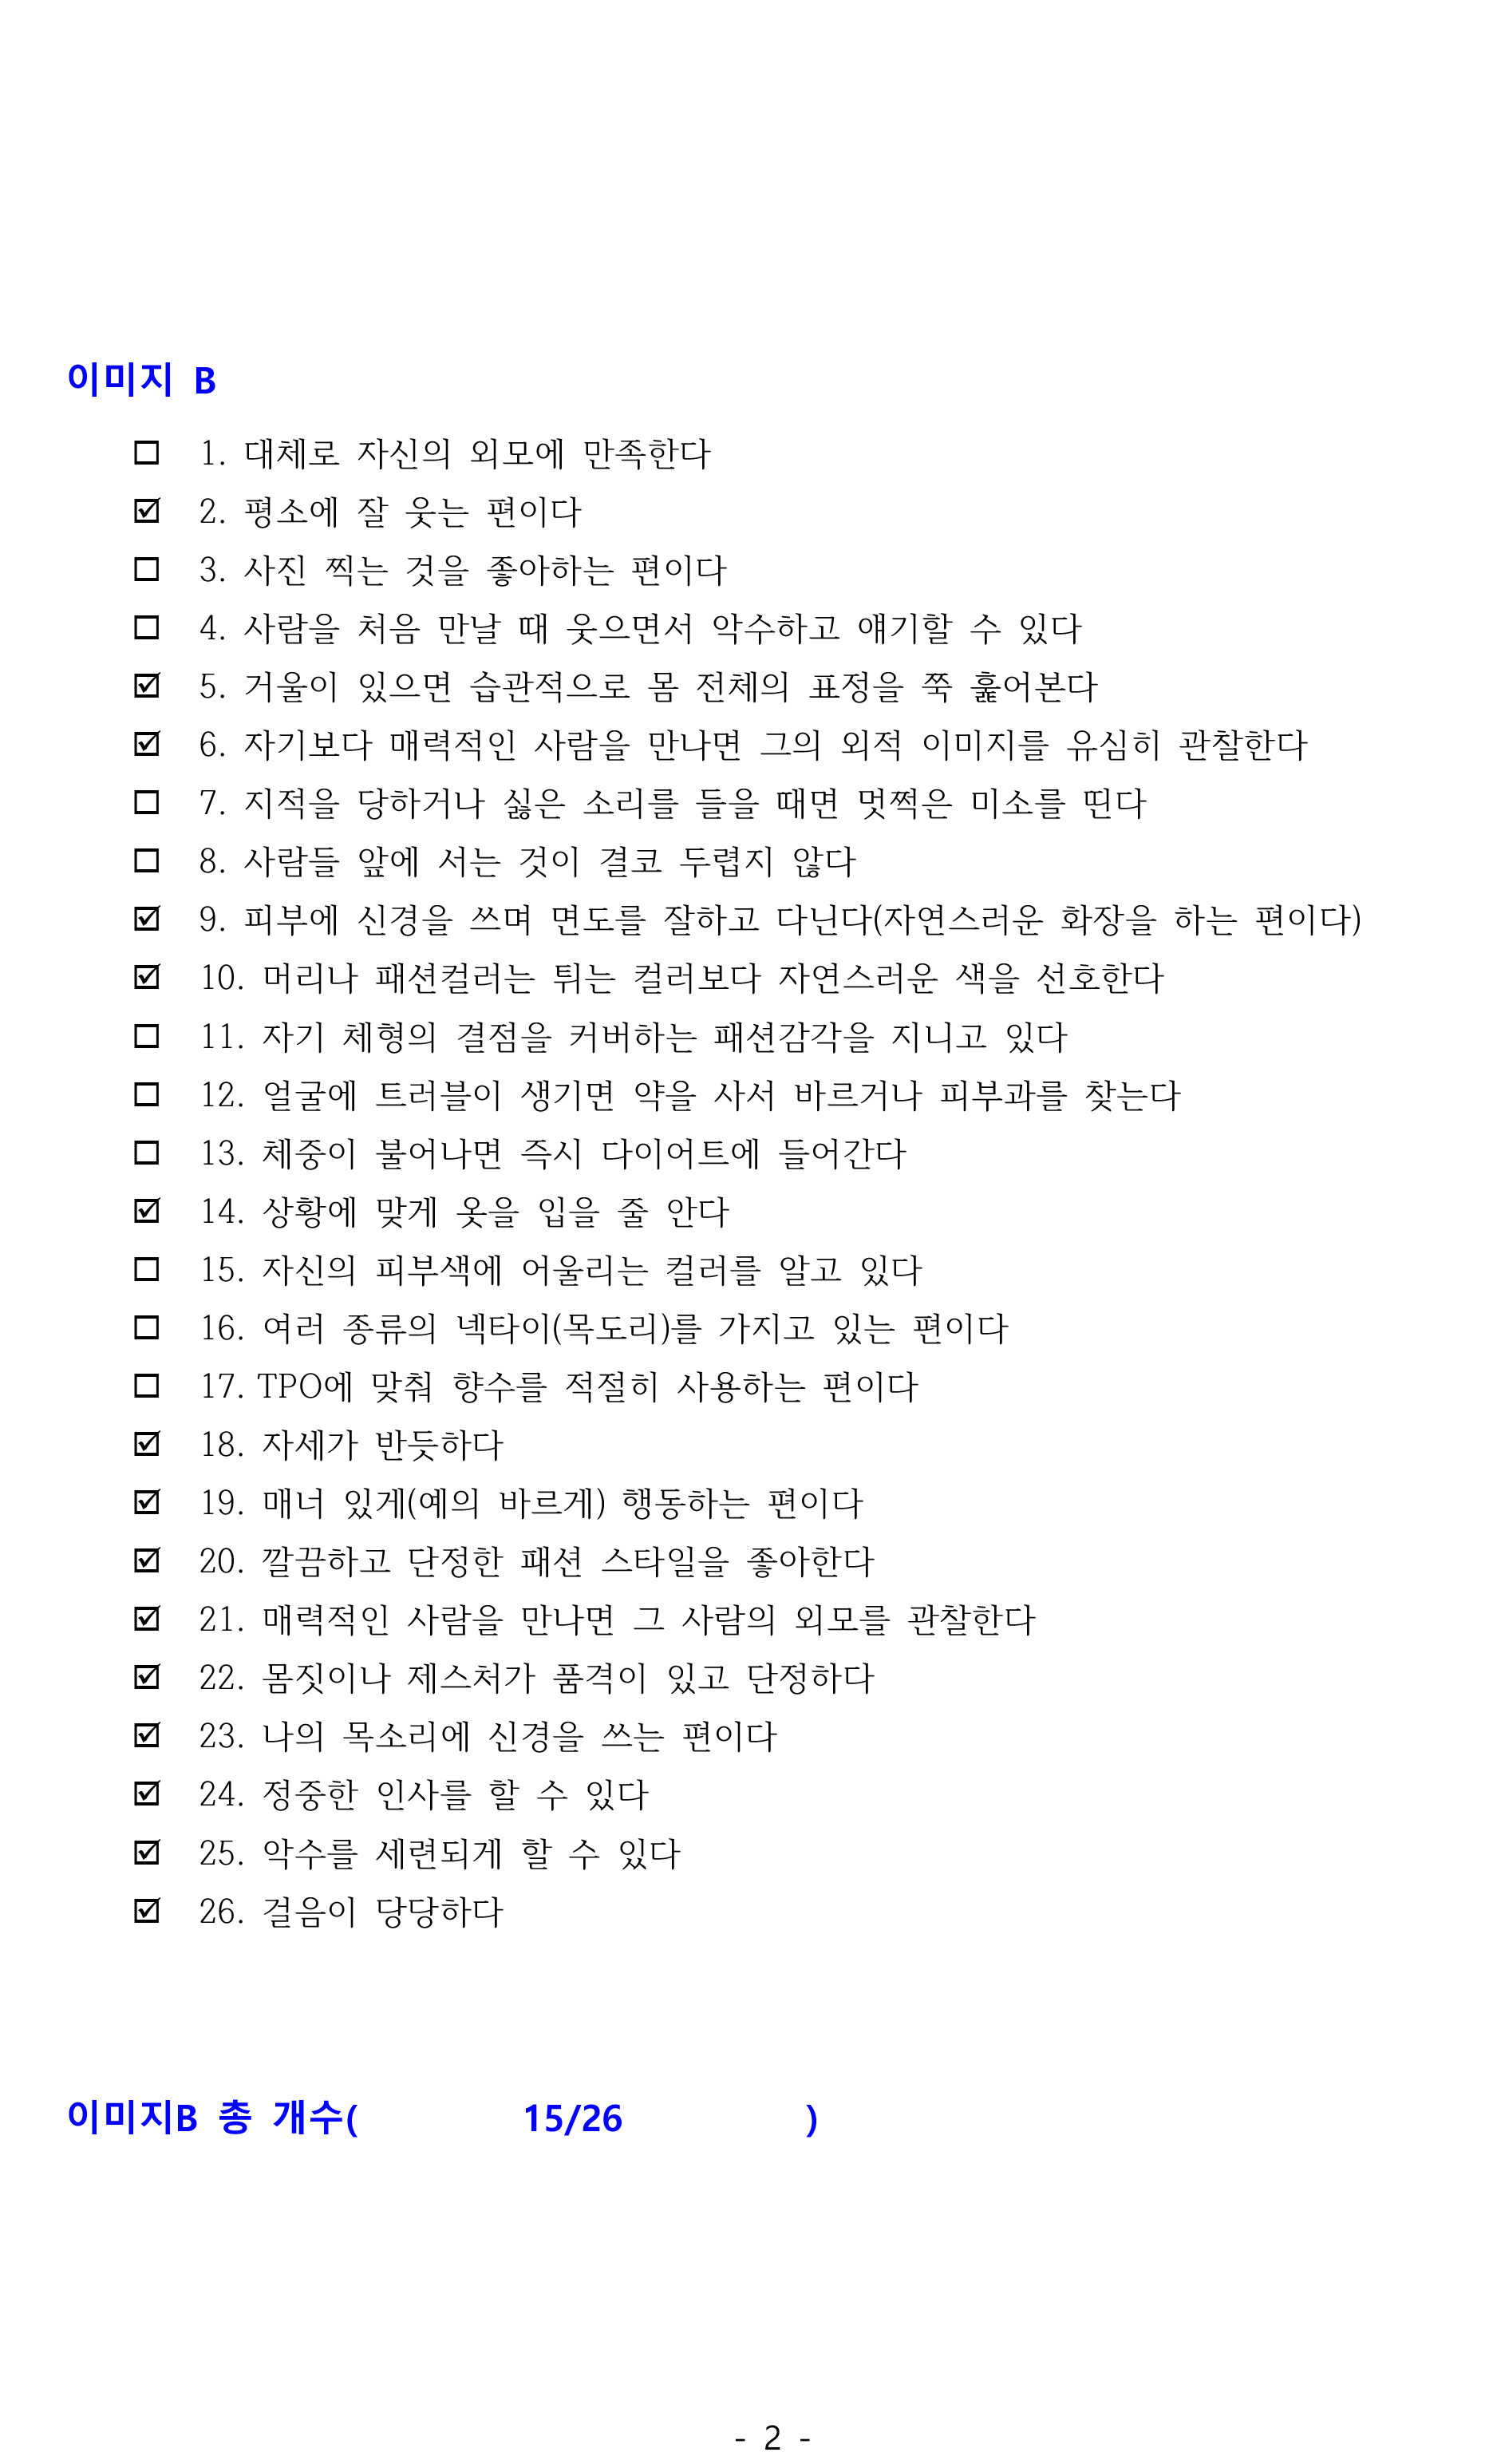 이미지 B
☐ 1. 대체로 자신의 외모에 만족한다
☑ 2. 평소에 잘 웃는 편이다
☐ 3. 사진 찍는 것을 좋아하는 편이다
☐ 4. 사람을 처음 만날 때 웃으면서 악수하고 얘기할 수 있다
☑ 5. 거울이 있으면 습관적으로 몸 전체의 표정을 쭉 훑어본다
☑ 6. 자기보다 매력적인 사람을 만나면 그의 외적 이미지를 유심히 관찰한다
☐ 7. 지적을 당하거나 싫은 소리를 들을 때면 멋쩍은 미소를 띤다
☐ 8. 사람들 앞에 서는 것이 결코 두렵지 않다
☑ 9. 피부에 신경을 쓰며 면도를 잘하고 다닌다(자연스러운 화장을 하는 편이다)
☑ 10. 머리나 패션컬러는 튀는 컬러보다 자연스러운 색을 선호한다
☐ 11. 자기 체형의 결점을 커버하는 패션감각을 지니고 있다
☐ 12. 얼굴에 트러블이 생기면 약을 사서 바르거나 피부과를 찾는다
☐ 13. 체중이 불어나면 즉시 다이어트에 들어간다
☑ 14. 상황에 맞게 옷을 입을 줄 안다
☐ 15. 자신의 피부색에 어울리는 컬러를 알고 있다
☐ 16. 여러 종류의 넥타이(목도리)를 가지고 있는 편이다
☐ 17. TPO에 맞춰 향수를 적절히 사용하는 편이다
☑ 18. 자세가 반듯하다
☑ 19. 매너 있게(예의 바르게) 행동하는 편이다
☑ 20. 깔끔하고 단정한 패션 스타일을 좋아한다
☑ 21. 매력적인 사람을 만나면 그 사람의 외모를 관찰한다
☑ 22. 몸짓이나 제스처가 품격이 있고 단정하다
☑ 23. 나의 목소리에 신경을 쓰는 편이다
☑ 24. 정중한 인사를 할 수 있다
☑ 25. 악수를 세련되게 할 수 있다
☑ 26. 걸음이 당당하다
이미지B 총 개수( 15/26 )
- 2 -